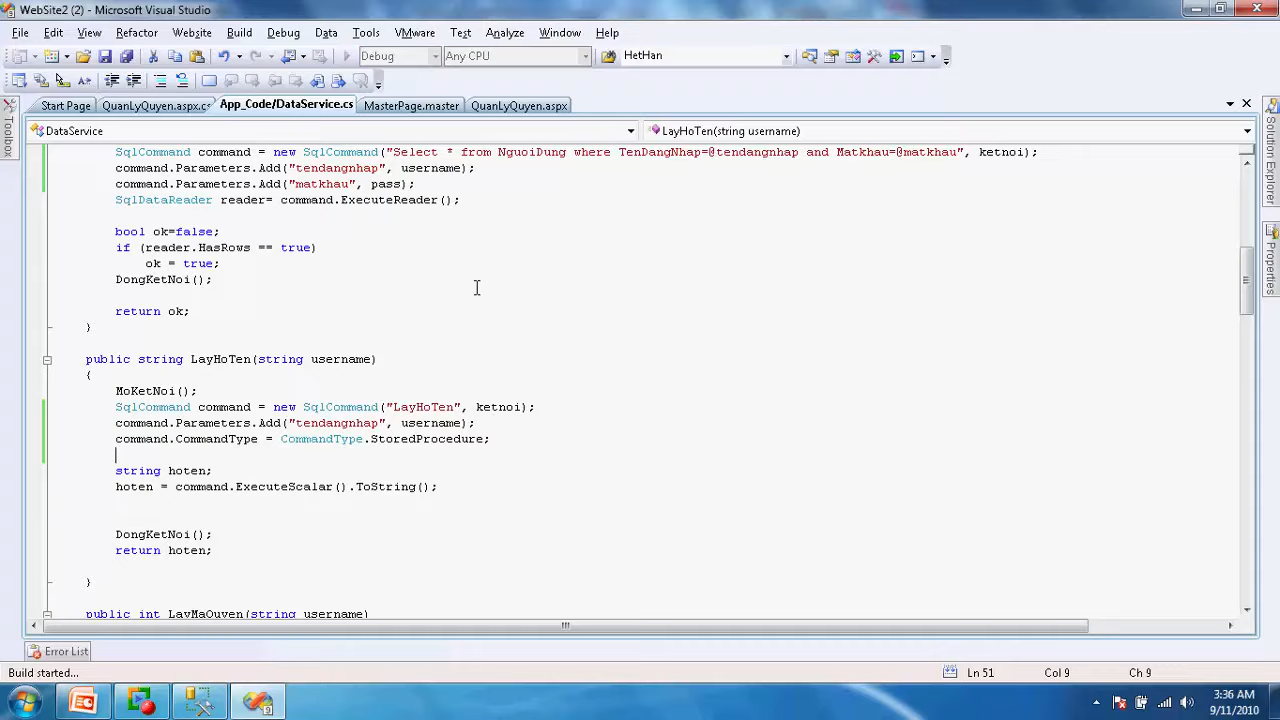 WebSite2 (2) - Microsoft Visual Studio
File Edit View Refactor Website Build Debug Data Tools VMware Test Analyze Window Help
Debug Any CPU HetHan
Start Page QuanLyQuyen.aspx.c App_Code/DataService.cs MasterPage.master QuanLyQuyen.aspx
DataService LayHoTen(string username)
SqlCommand command = new SqlCommand("Select * from NguoiDung where TenDangNhap=@tendangnhap and Matkhau=@matkhau", ketnoi);
command.Parameters.Add("tendangnhap", username);
command.Parameters.Add("matkhau", pass);
SqlDataReader reader= command.ExecuteReader();
bool ok=false;
if (reader.HasRows == true)
ok = true;
DongKetNoi();
return ok;
}
public string LayHoTen(string username)
{
MoKetNoi();
SqlCommand command = new SqlCommand("LayHoTen", ketnoi);
command.Parameters.Add("tendangnhap", username);
command.CommandType = CommandType.StoredProcedure;
string hoten;
hoten = command.ExecuteScalar().ToString();
DongKetNoi();
return hoten;
}
public int LayMaQuyen(string username)
Toolbox
Solution Explorer
Properties
Error List
Build started... Ln 51 Col 9 Ch 9
3:36 AM
9/11/2010